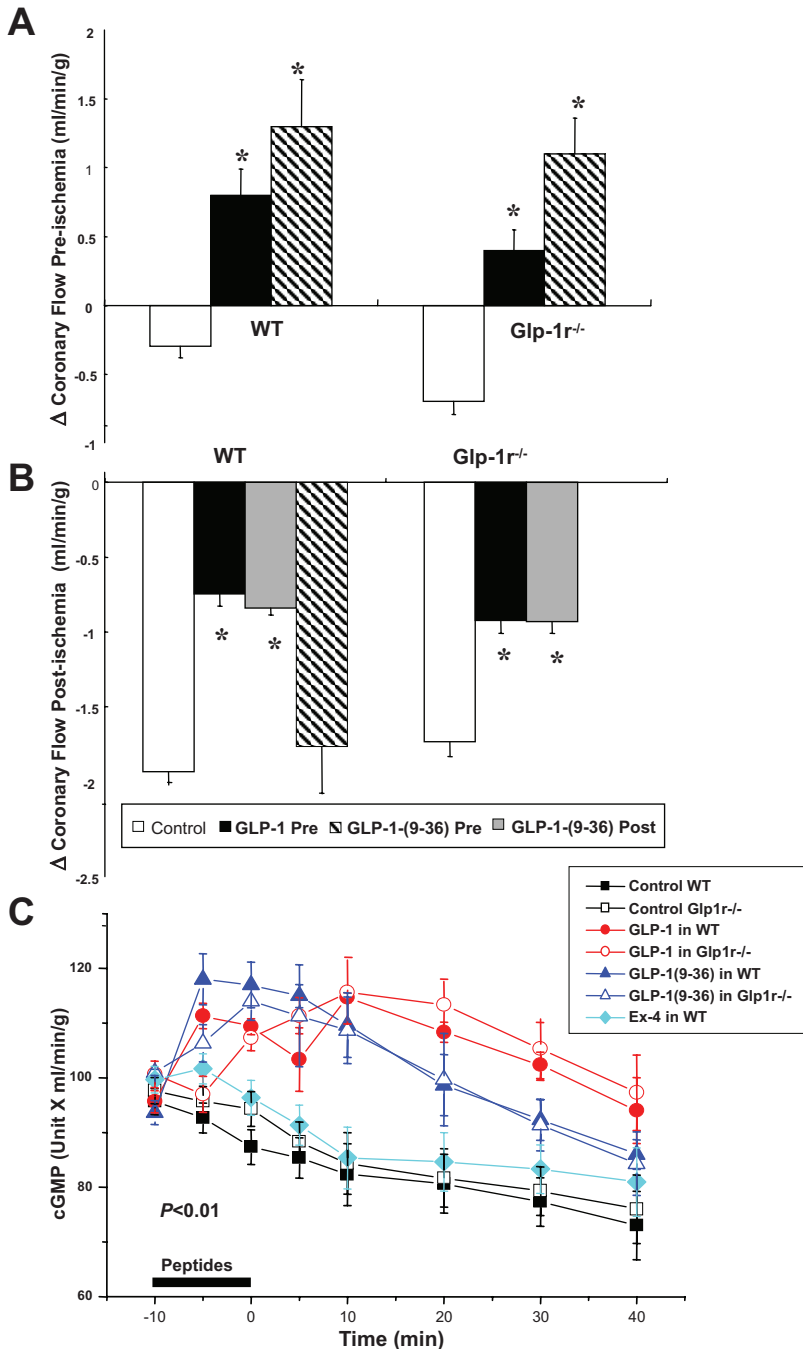 A
Δ Coronary Flow Pre-ischemia (ml/min/g)
2
1.5
1
0.5
0
-0.5
-1
*
*
*
*
WT
Glp-1r-/-
B
WT
Glp-1r-/-
Δ Coronary Flow Post-ischemia (ml/min/g)
0
-0.5
-1
-1.5
-2
-2.5
*
*
*
*
Control
GLP-1 Pre
GLP-1-(9-36) Pre
GLP-1-(9-36) Post
C
Control WT
Control Glp1r-/-
GLP-1 in WT
GLP-1 in Glp1r-/-
GLP-1(9-36) in WT
GLP-1(9-36) in Glp1r-/-
Ex-4 in WT
cGMP (Unit X ml/min/g)
120
100
80
60
P<0.01
Peptides
-10
0
10
20
30
40
Time (min)